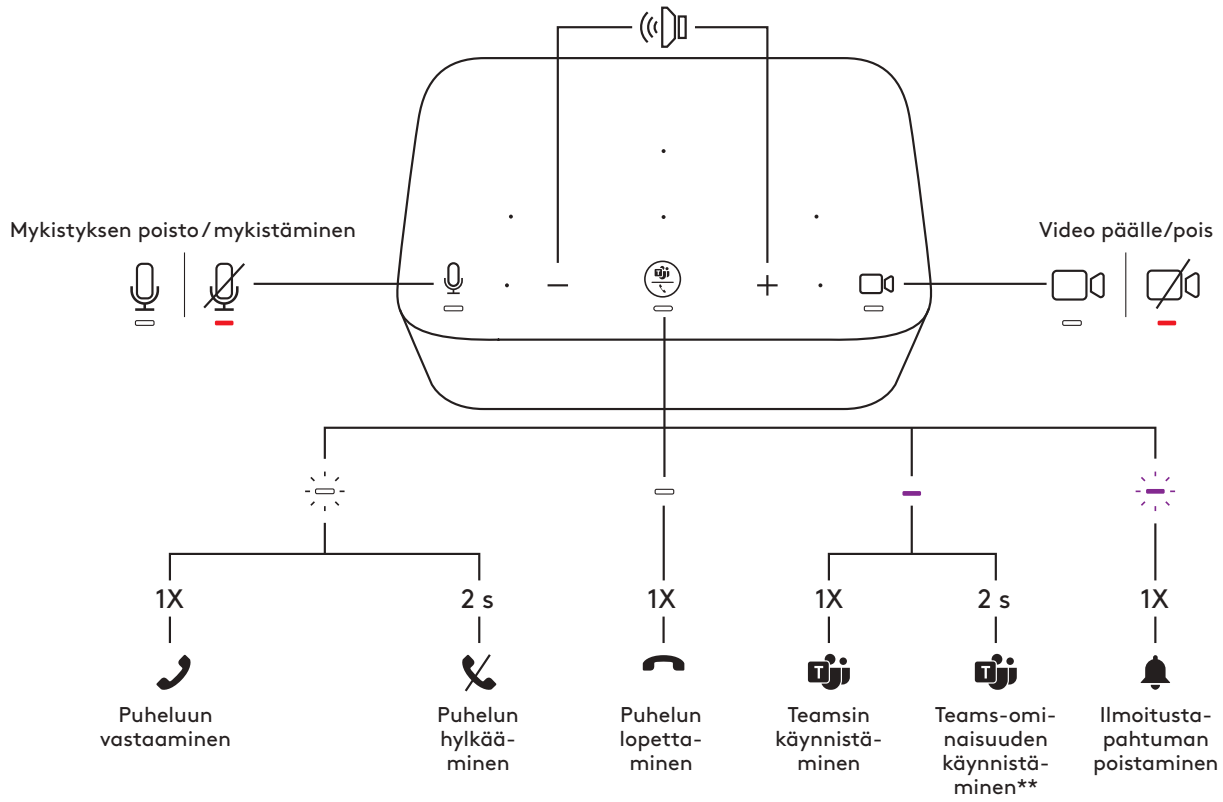 Mykistyksen poisto / mykistäminen
Video päälle/pois
1X
2 s
1X
1X
2 s
1X
Puheluun
vastaaminen
Puhelun
hylkää-
minen
Puhelun
lopetta-
minen
Teamsin
käynnistä-
minen
Teams-omi-
naisuuden
käynnistä-
minen**
Ilmoitusta-
pahtuman
poistaminen